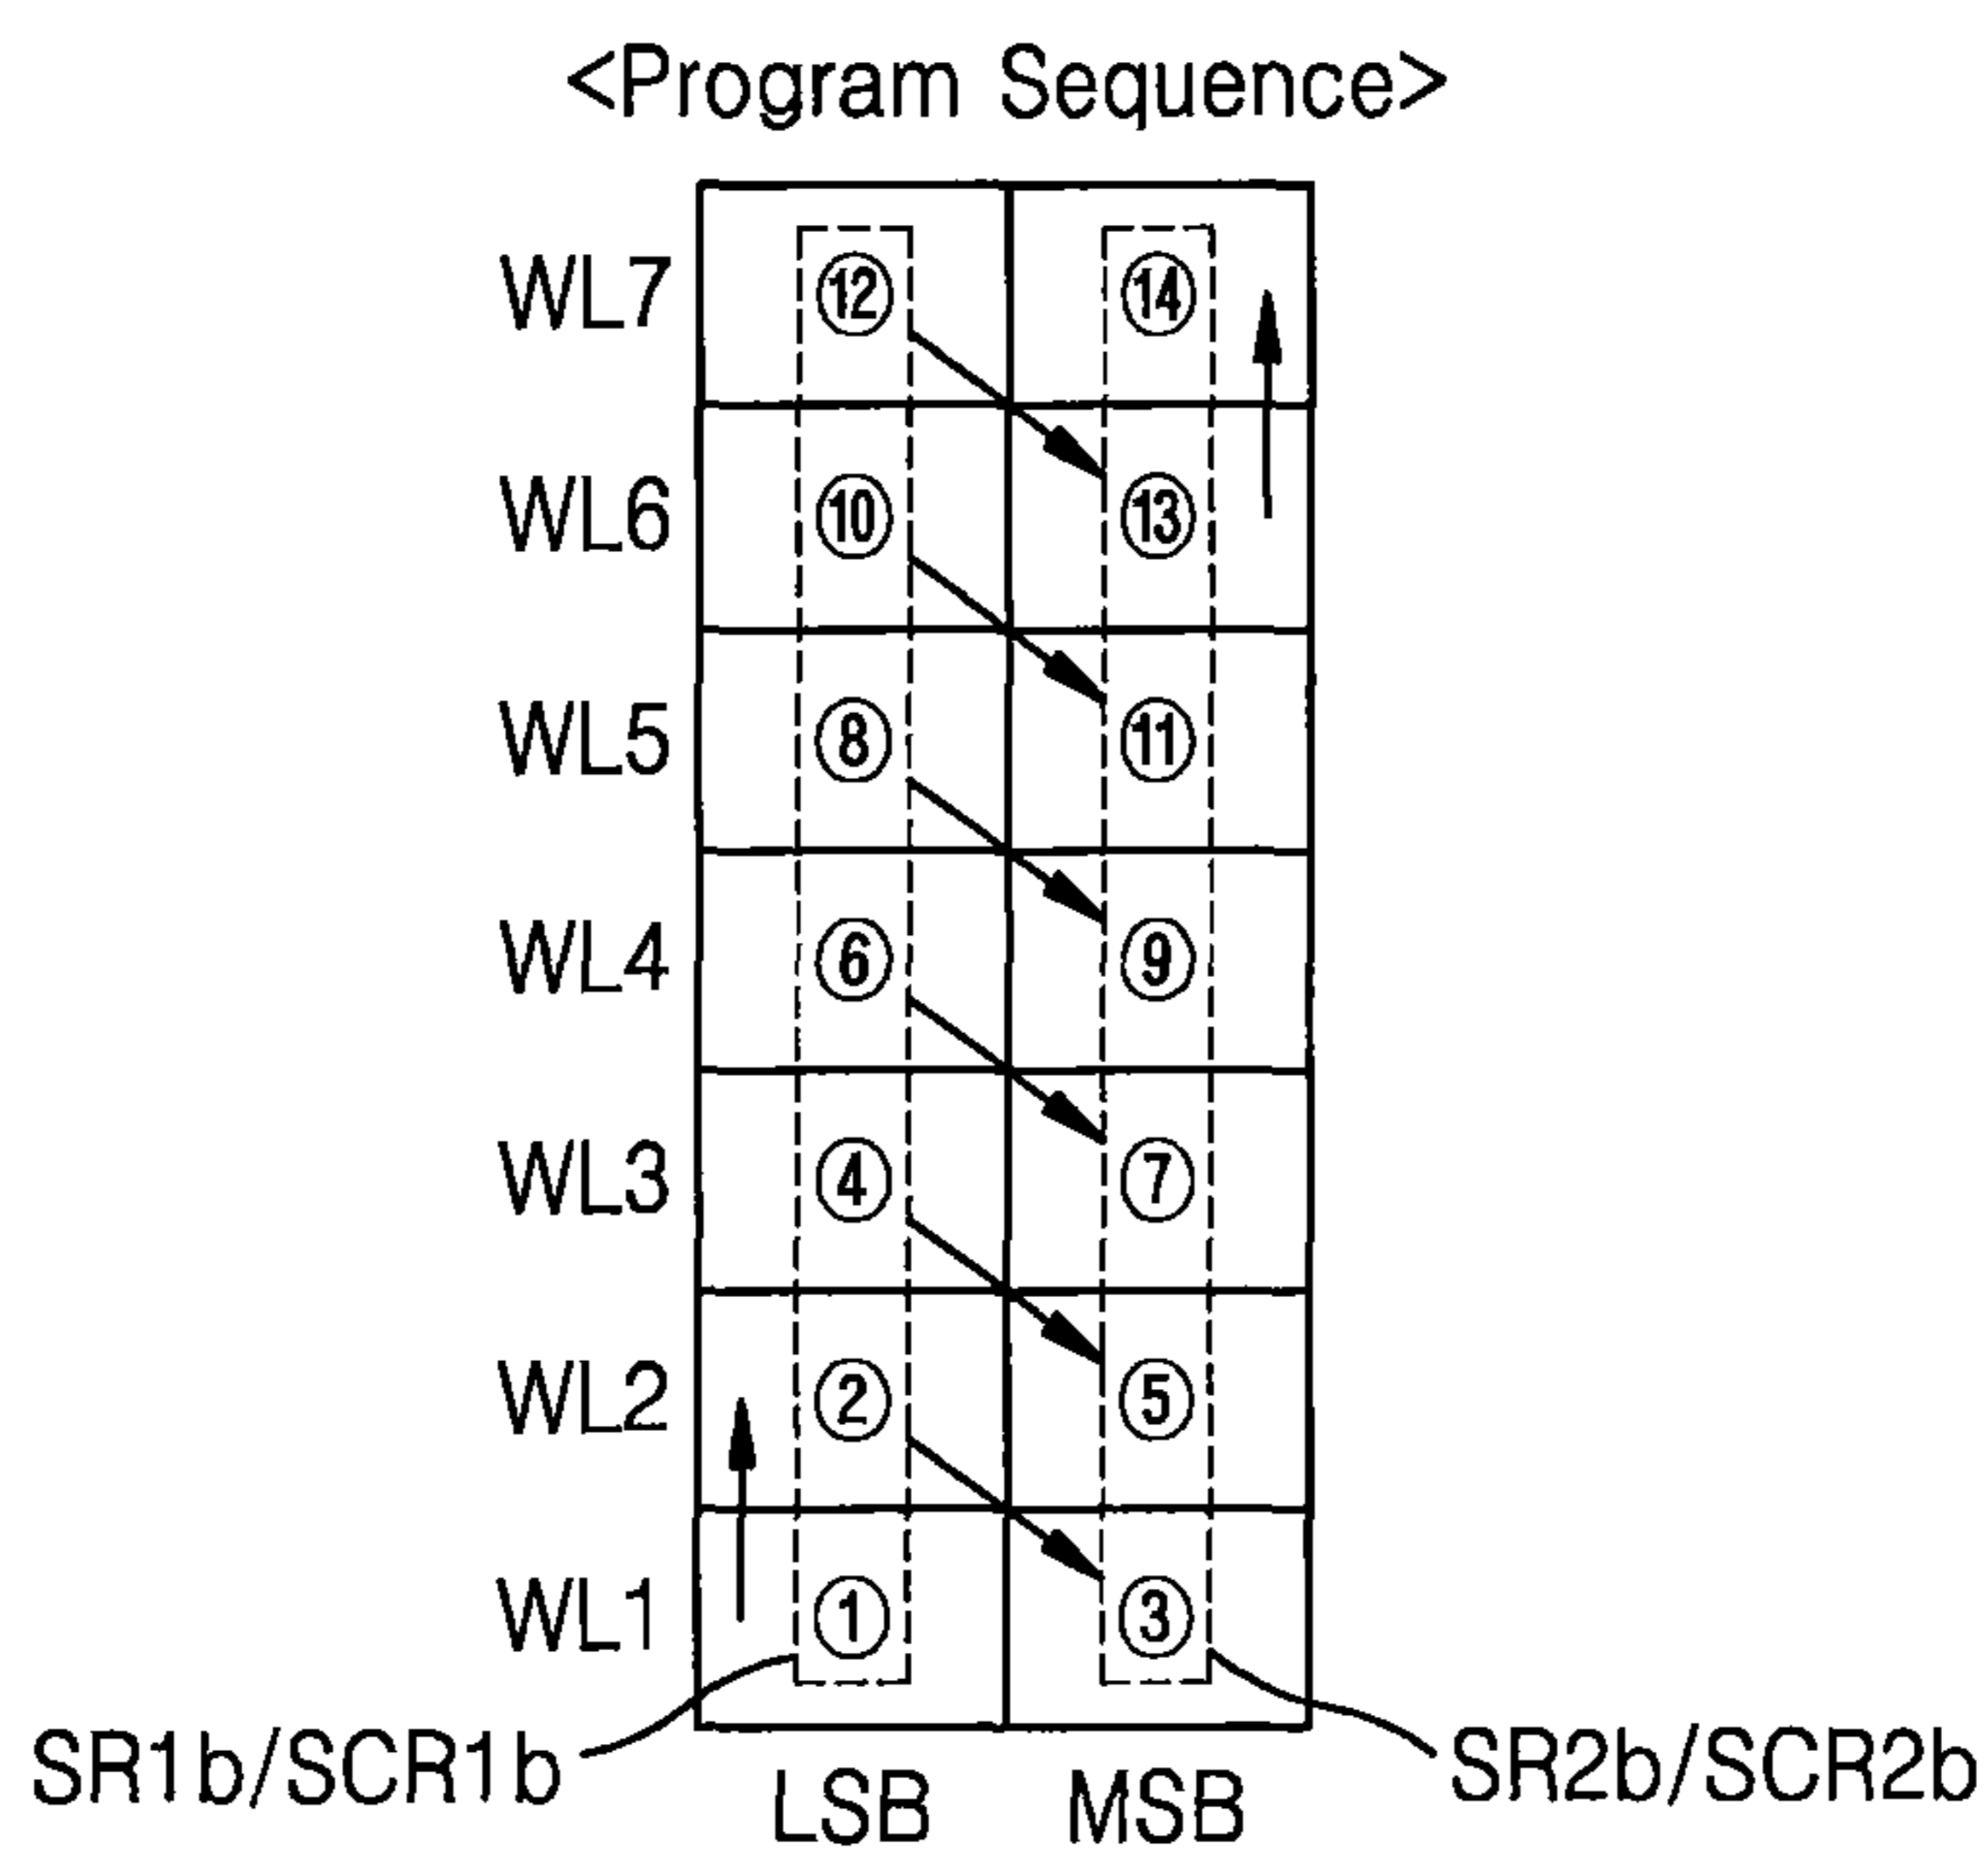 <Program Sequence>
WL7 ⑫ ⑭
WL6 ⑩ ⑬
WL5 ⑧ ⑪
WL4 ⑥ ⑨
WL3 ④ ⑦
WL2 ② ⑤
WL1 ① ③
SR1b/SCR1b LSB MSB SR2b/SCR2b